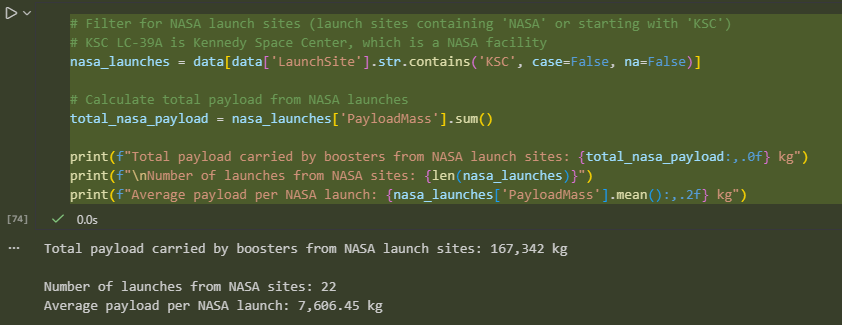 # Filter for NASA launch sites (launch sites containing 'NASA' or starting with 'KSC')
# KSC LC-39A is Kennedy Space Center, which is a NASA facility
nasa_launches = data[data['LaunchSite'].str.contains('KSC', case=False, na=False)]
# Calculate total payload from NASA launches
total_nasa_payload = nasa_launches['PayloadMass'].sum()
print(f"Total payload carried by boosters from NASA launch sites: {total_nasa_payload:,.0f} kg")
print(f"\nNumber of launches from NASA sites: {len(nasa_launches)}")
print(f"Average payload per NASA launch: {nasa_launches['PayloadMass'].mean():,.2f} kg")
[74] ✓ 0.0s
... Total payload carried by boosters from NASA launch sites: 167,342 kg
Number of launches from NASA sites: 22
Average payload per NASA launch: 7,606.45 kg